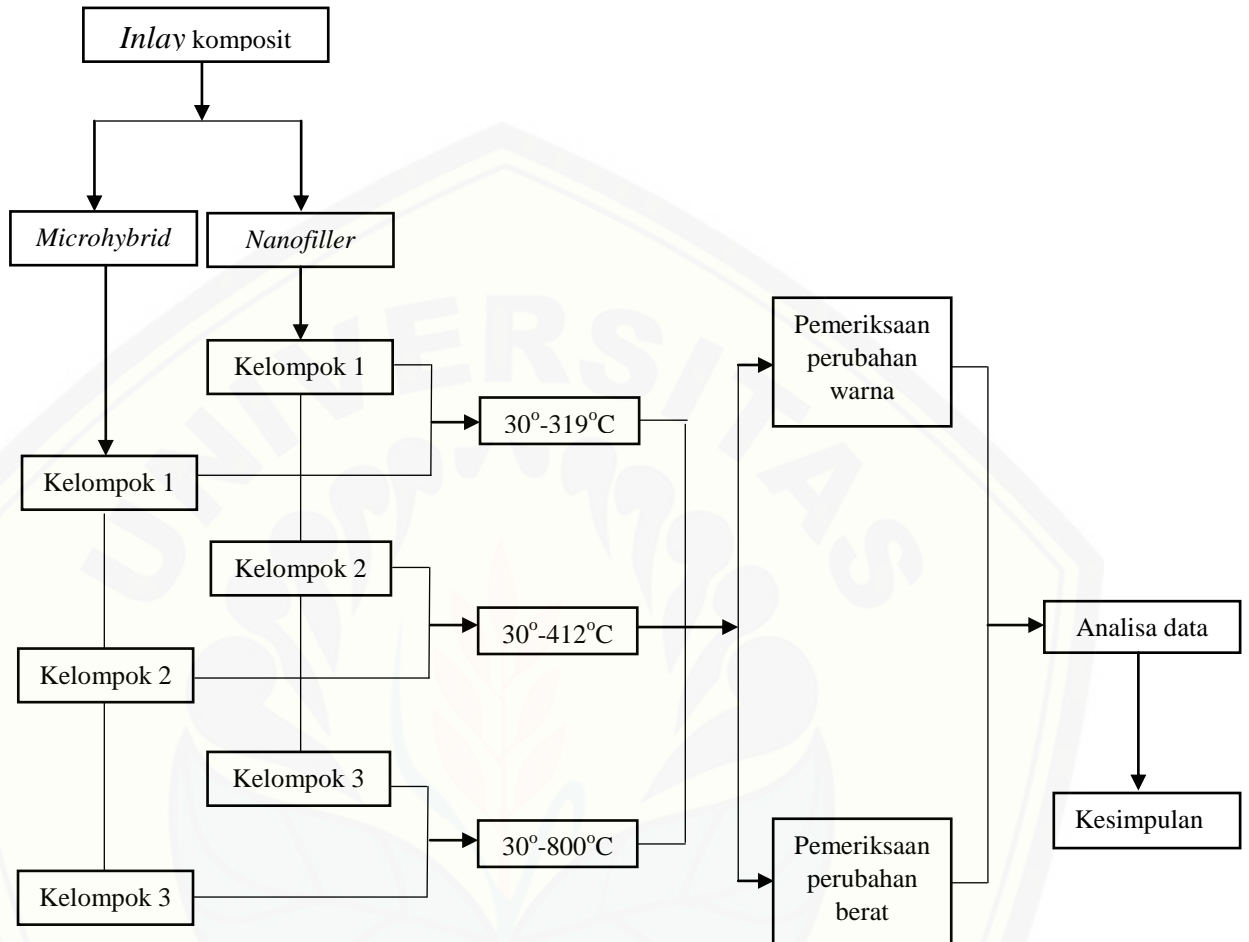 Inlay komposit
Microhybrid
Nanofiller
Kelompok 1
Kelompok 1
Kelompok 2
Kelompok 2
Kelompok 3
Kelompok 3
30°-319°C
30°-412°C
30°-800°C
Pemeriksaan
perubahan
warna
Pemeriksaan
perubahan
berat
Analisa data
Kesimpulan
UNIVERSITAS